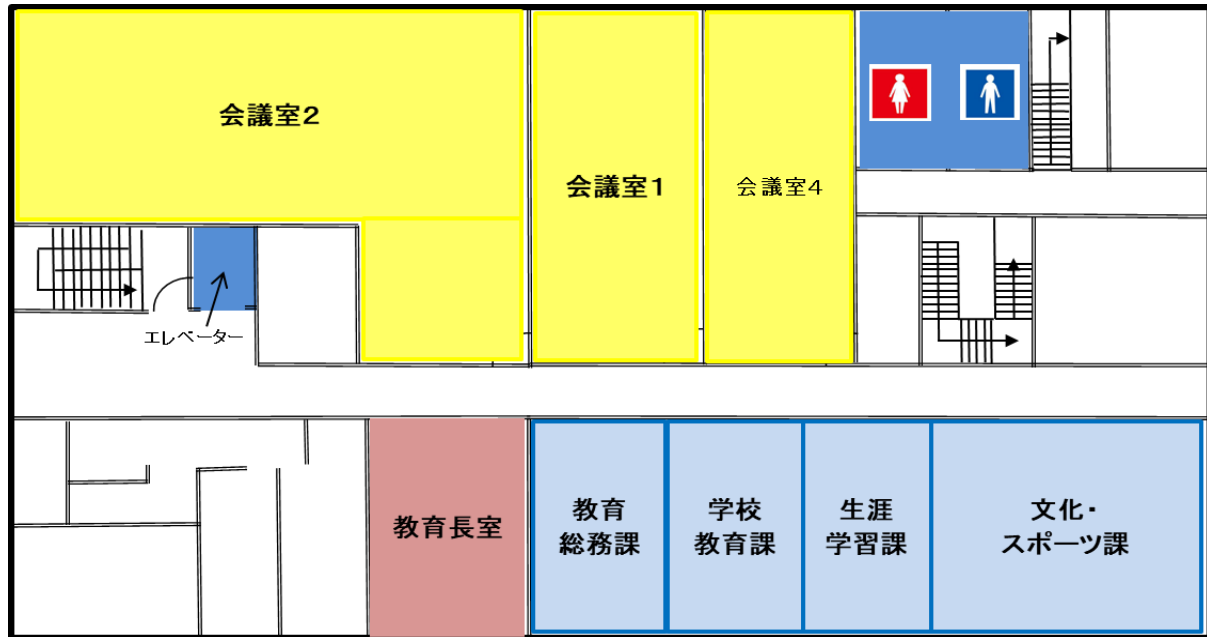 会議室2
会議室1
会議室4
エレベーター
教育長室
教育
総務課
学校
教育課
生涯
学習課
文化・
スポーツ課